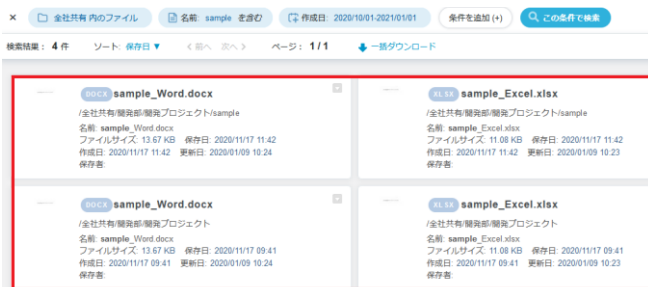 × 全社共有 内のファイル 名前: sample を含む 作成日: 2020/10/01-2021/01/01 条件を追加 (+) この条件で検索
検索結果: 4 件 ソート: 保存日 ▼ < 前へ 次へ > ページ: 1 / 1 一括ダウンロード
DOCX sample_Word.docx
/全社共有/開発部/開発プロジェクト/sample
名前: sample_Word.docx
ファイルサイズ: 13.67 KB 保存日: 2020/11/17 11:42
作成日: 2020/11/17 11:42 更新日: 2020/01/09 10:24
保存者:
XLSX sample_Excel.xlsx
/全社共有/開発部/開発プロジェクト/sample
名前: sample_Excel.xlsx
ファイルサイズ: 11.08 KB 保存日: 2020/11/17 11:42
作成日: 2020/11/17 11:42 更新日: 2020/01/09 10:23
保存者:
DOCX sample_Word.docx
/全社共有/開発部/開発プロジェクト
名前: sample_Word.docx
ファイルサイズ: 13.67 KB 保存日: 2020/11/17 09:41
作成日: 2020/11/17 09:41 更新日: 2020/01/09 10:24
保存者:
XLSX sample_Excel.xlsx
/全社共有/開発部/開発プロジェクト
名前: sample_Excel.xlsx
ファイルサイズ: 11.08 KB 保存日: 2020/11/17 09:41
作成日: 2020/11/17 09:41 更新日: 2020/01/09 10:23
保存者: